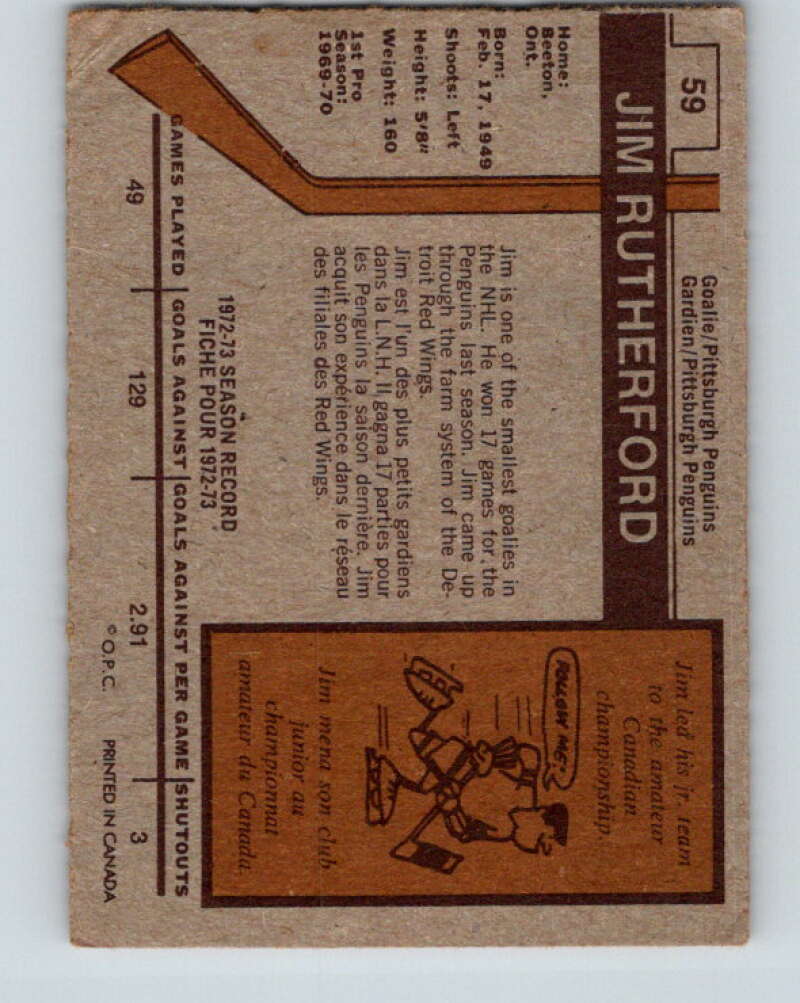 59
Goalie/Pittsburgh Penguins
Gardien/Pittsburgh Penguins
JIM RUTHERFORD
Home:
Beeton,
Ont.
Born:
Feb. 17, 1949
Shoots: Left
Height: 5'8"
Weight: 160
1st Pro
Season:
1969-70
Jim is one of the smallest goalies in
the NHL. He won 17 games for the
Penguins last season. Jim came up
through the farm system of the De-
troit Red Wings.
Jim est l'un des plus petits gardiens
dans la L.N.H. Il gagna 17 parties pour
les Penguins la saison dernière. Jim
acquit son expérience dans le réseau
des filiales des Red Wings.
Jim led his jr. team
to the amateur
Canadian
championship.
FOLLOW ME!
Jim mena son club
junior au
championnat
amateur du Canada.
1972-73 SEASON RECORD
FICHE POUR 1972-73
GAMES PLAYED GOALS AGAINST GOALS AGAINST PER GAME SHUTOUTS
49 129 2.91 3
© O.P.C. PRINTED IN CANADA